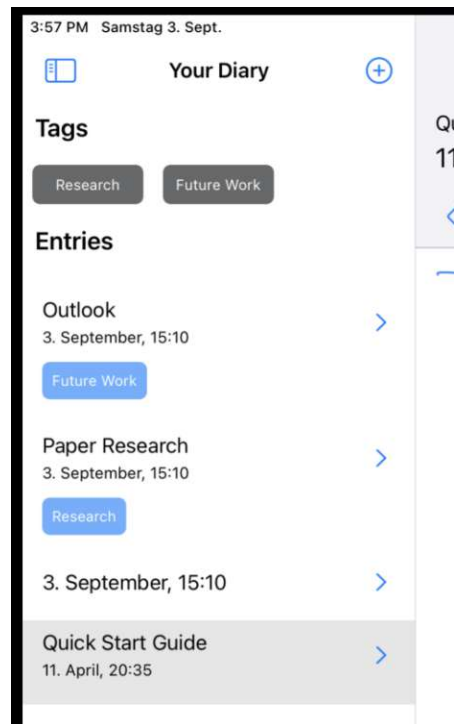 3:57 PM Samstag 3. Sept.
Your Diary
Tags
Research Future Work
Entries
Outlook
3. September, 15:10
Future Work
Paper Research
3. September, 15:10
Research
3. September, 15:10
Quick Start Guide
11. April, 20:35